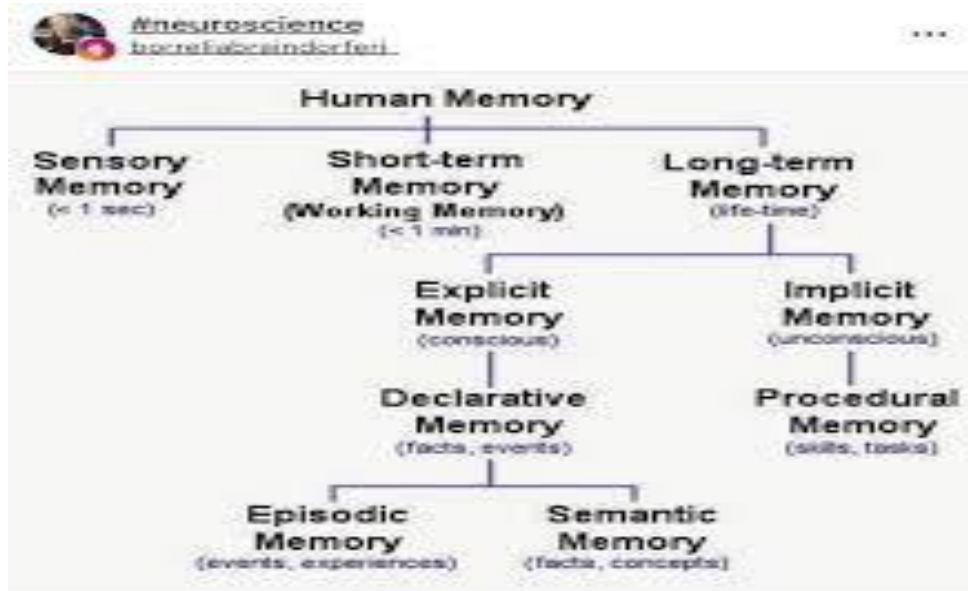 #neuroscience
borreliabraindorferi
...
Human Memory
Sensory
Memory
(< 1 sec)
Short-term
Memory
(Working Memory)
(< 1 min)
Long-term
Memory
(life-time)
Explicit
Memory
(conscious)
Implicit
Memory
(unconscious)
Declarative
Memory
(facts, events)
Procedural
Memory
(skills, tasks)
Episodic
Memory
(events, experiences)
Semantic
Memory
(facts, concepts)